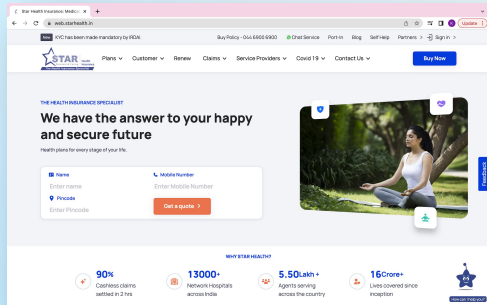 Star Health Insurance: Medical
web.starhealth.in
Update
New KYC has been made mandatory by IRDAI.
Buy Policy - 044 6900 6900 Chat Service Port-In Blog Self Help Partners Sign in
STAR Health Insurance
Plans Customer Renew Claims Service Providers Covid 19 Contact Us Buy Now
THE HEALTH INSURANCE SPECIALIST
We have the answer to your happy
and secure future
Health plans for every stage of your life.
Name Mobile Number
Enter name Enter Mobile Number
Pincode
Enter Pincode Get a quote
Feedback
WHY STAR HEALTH?
90% 13000+ 5.50Lakh + 16Crore+
Cashless claims Network Hospitals Agents serving Lives covered since
settled in 2 hrs across India across the country inception
How can I help you?